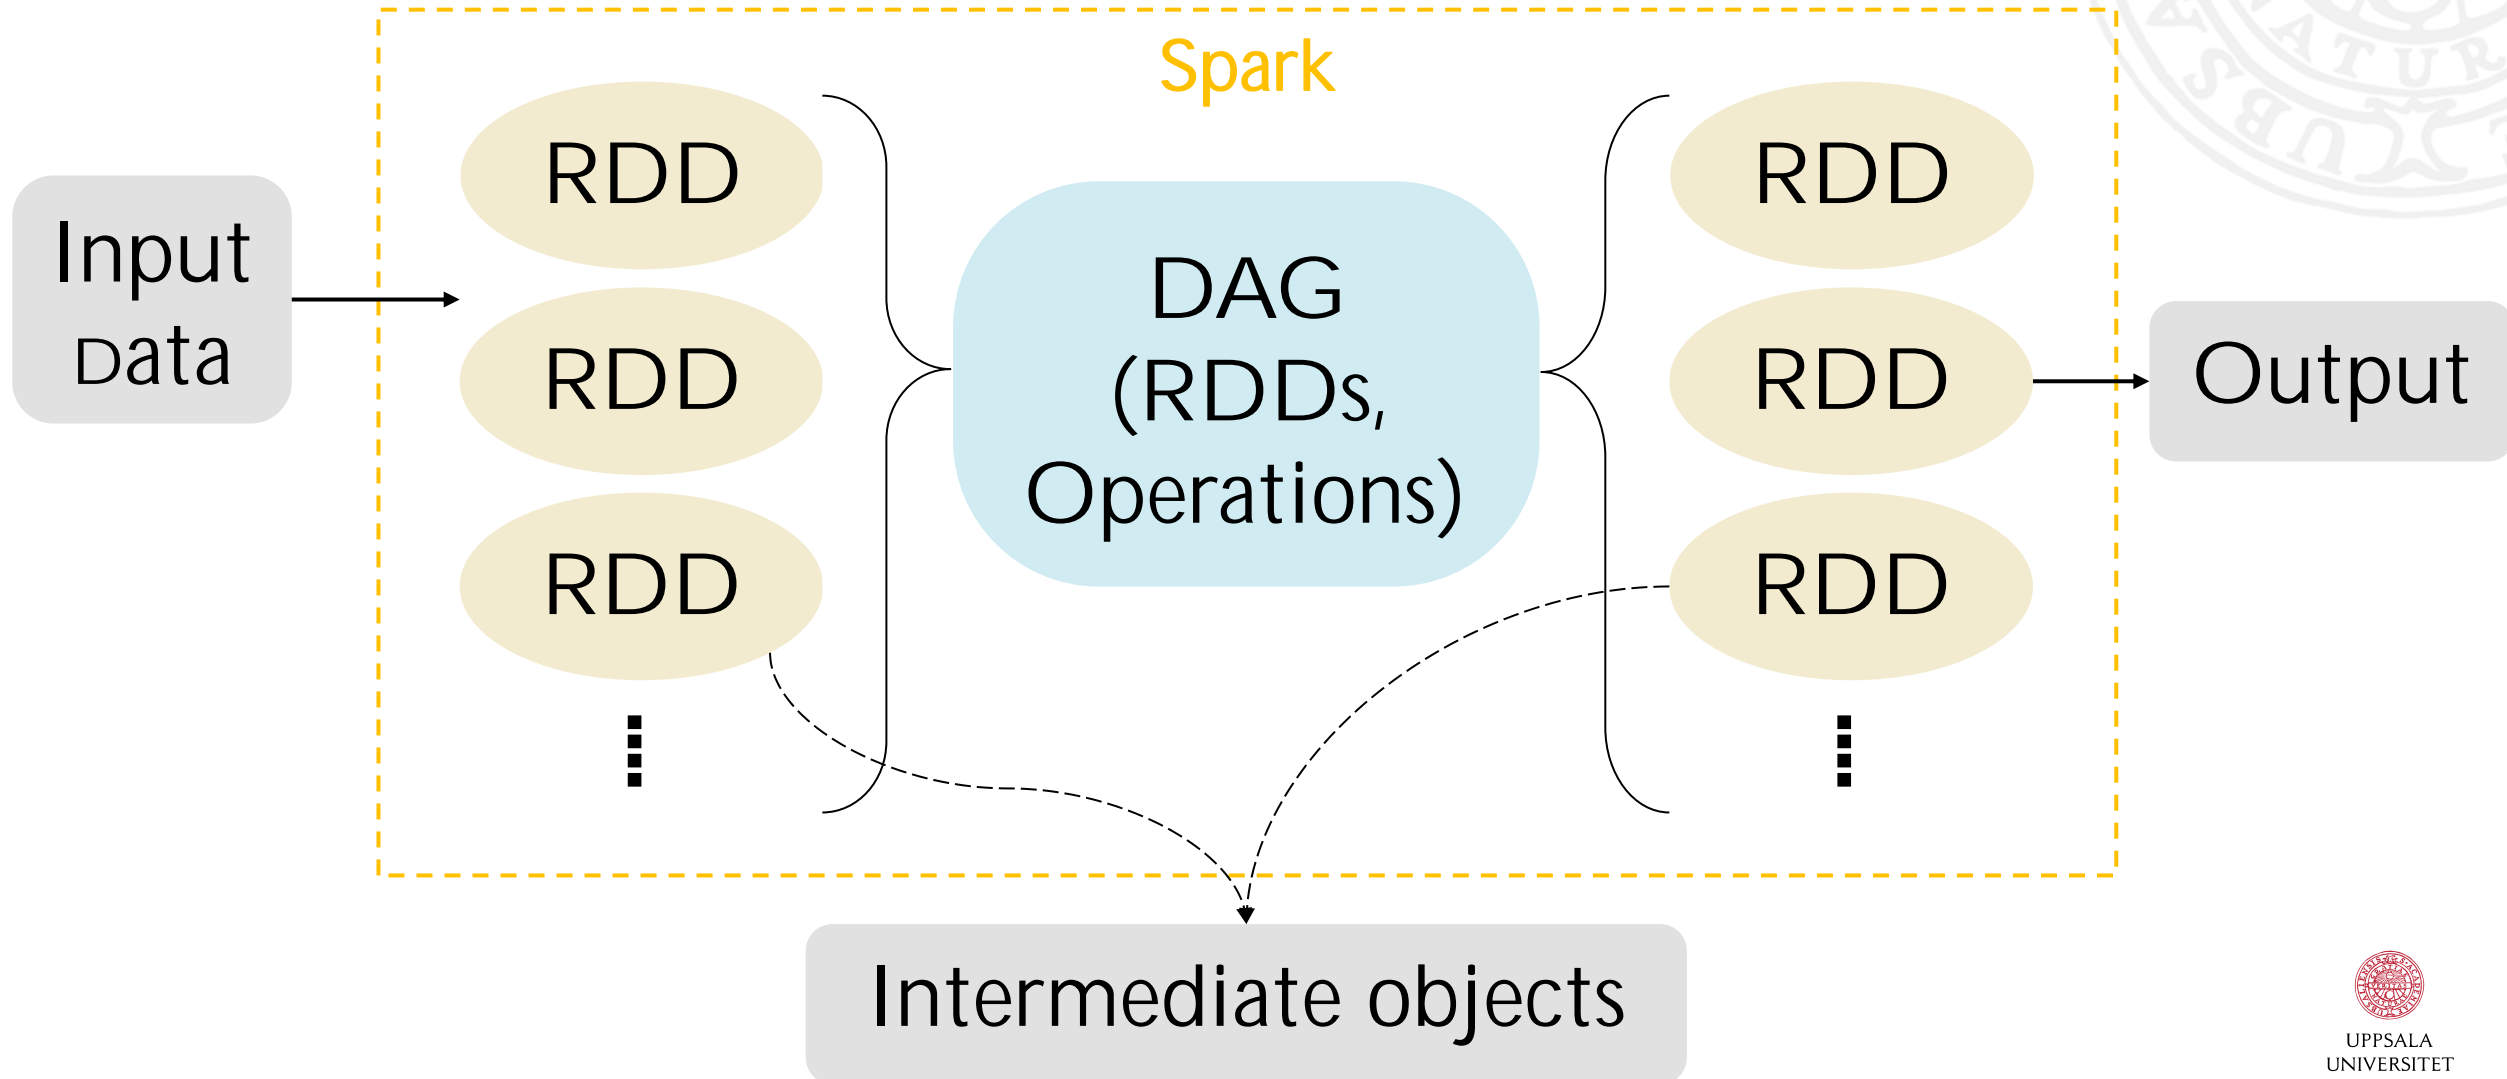 Spark
Input
Data
RDD
RDD
RDD
DAG
(RDDs,
Operations)
RDD
RDD
RDD
Output
Intermediate objects
UPPSALA
UNIVERSITET